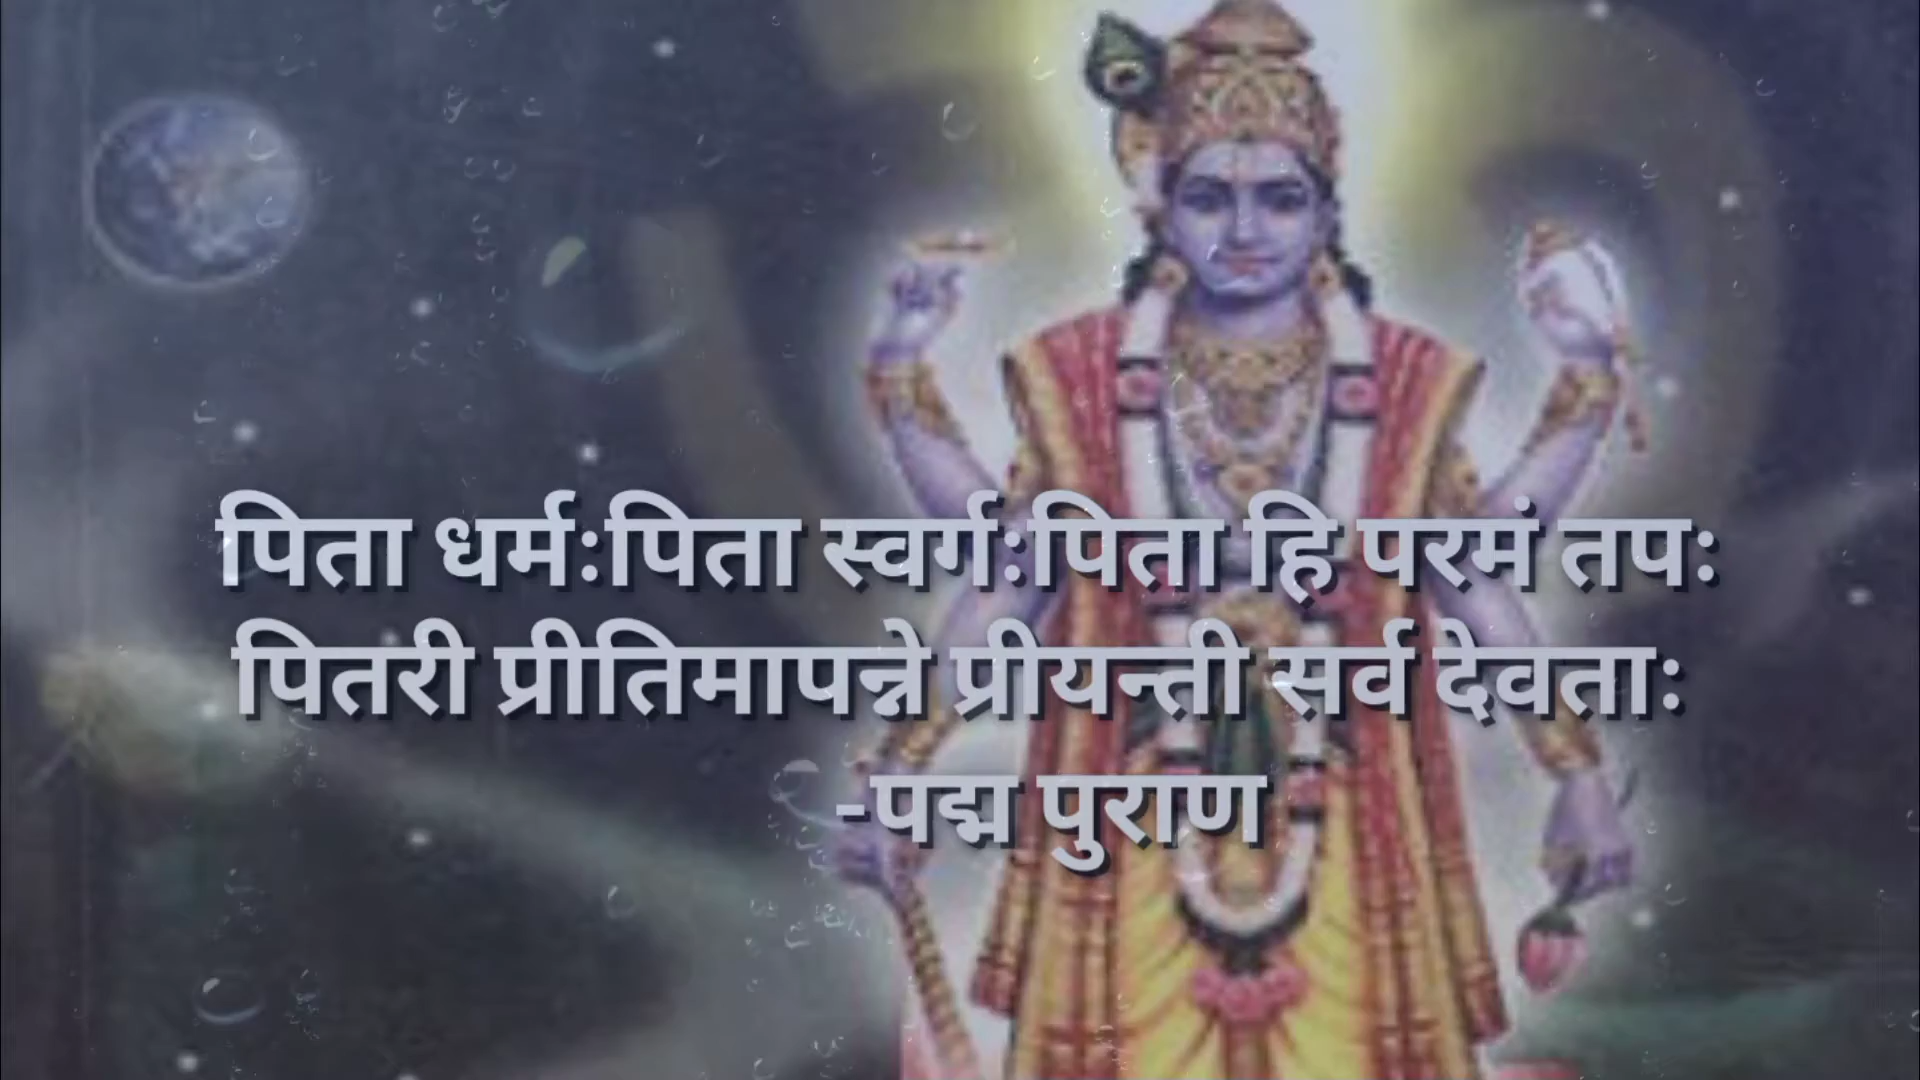 पिता धर्मःपिता स्वर्गःपिता हि परमं तपः
पितरी प्रीतिमापन्ने प्रीयन्ती सर्व देवताः
-पद्म पुराण